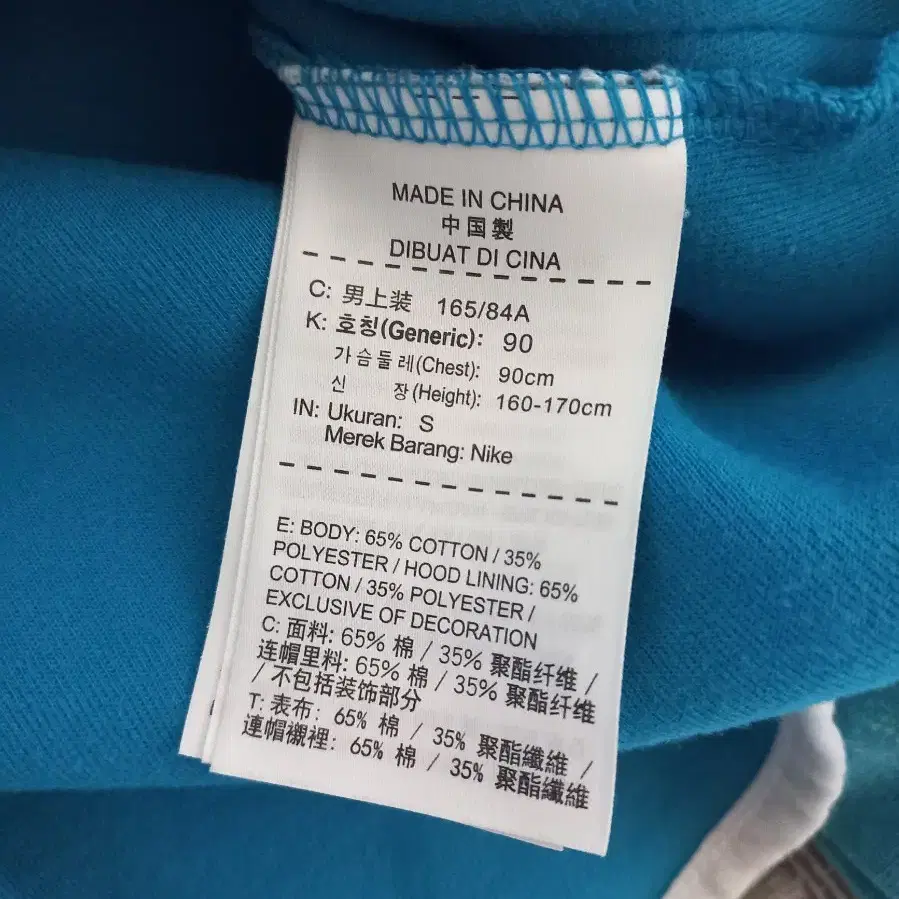 MADE IN CHINA
中国製
DIBUAT DI CINA
C: 男上装 165/84A
K: 호칭(Generic): 90
가슴둘레(Chest): 90cm
신 장(Height): 160-170cm
IN: Ukuran: S
Merek Barang: Nike
E: BODY: 65% COTTON / 35%
POLYESTER / HOOD LINING: 65%
COTTON / 35% POLYESTER /
EXCLUSIVE OF DECORATION
C: 面料: 65% 棉 / 35% 聚酯纤维 /
连帽里料: 65% 棉 / 35% 聚酯纤维
/ 不包括装饰部分
T: 表布: 65% 棉 / 35% 聚酯纖維 /
連帽襯裡: 65% 棉 / 35% 聚酯纖維